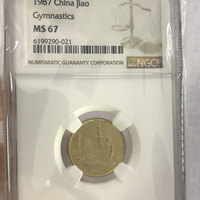 1987 China Jiao
Gymnastics
MS 67
6199290-021
NUMISMATIC GUARANTY CORPORATION
NGC